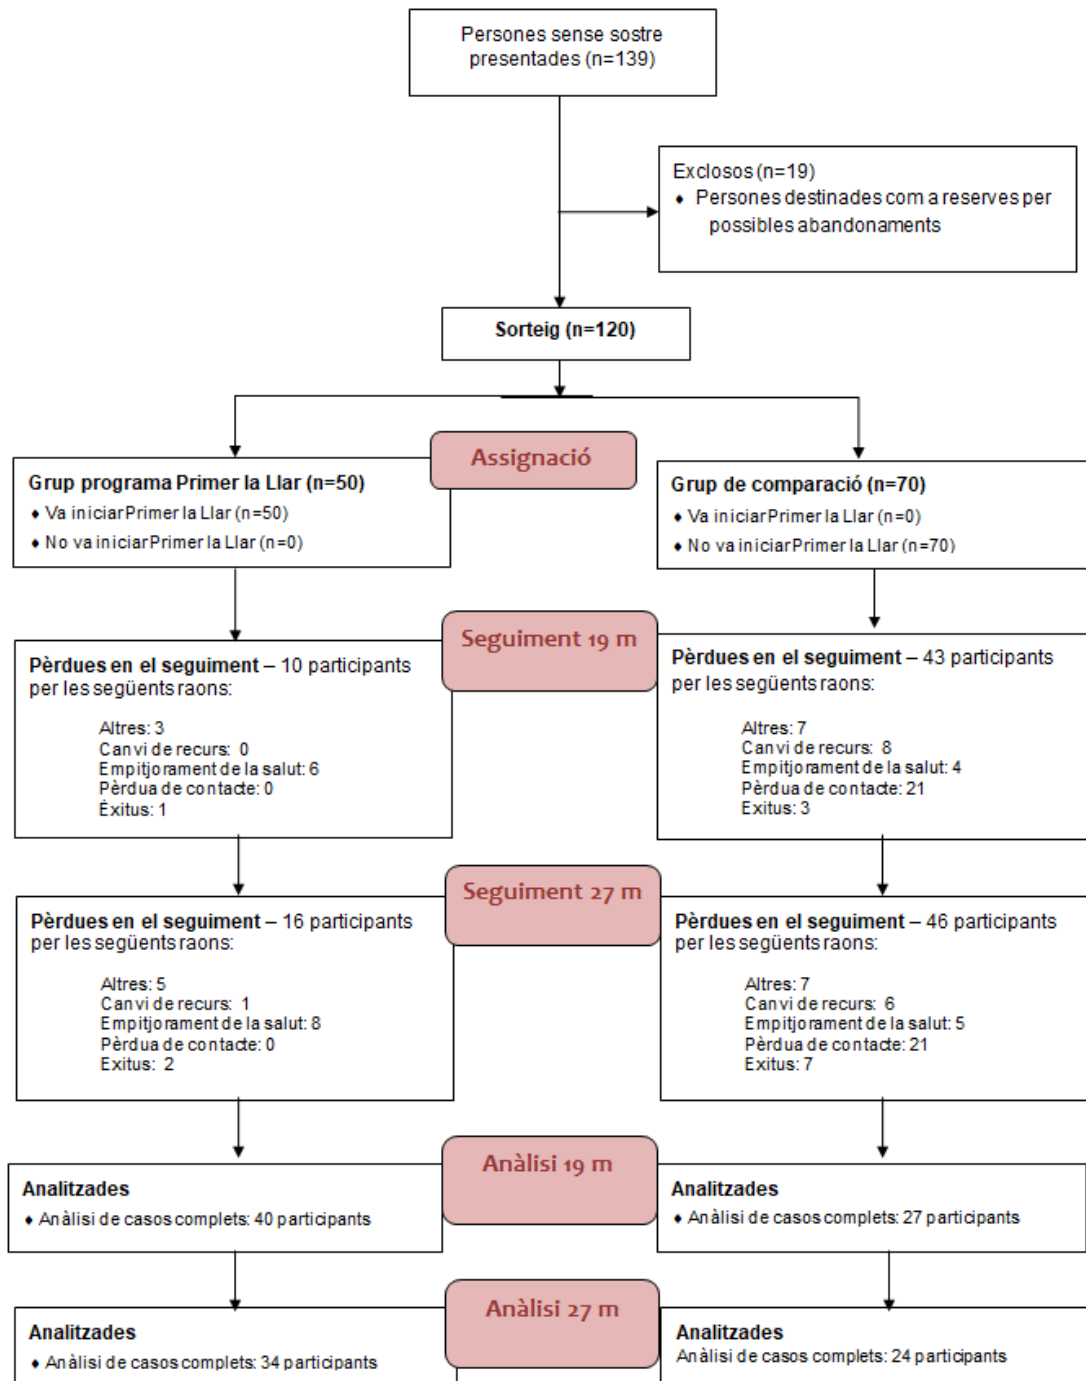 Persones sense sostre
presentades (n=139)
Exclosos (n=19)
♦ Persones destinades com a reserves per
possibles abandonaments
Sorteig (n=120)
Assignació
Grup programa Primer la Llar (n=50)
♦ Va iniciar Primer la Llar (n=50)
♦ No va iniciar Primer la Llar (n=0)
Grup de comparació (n=70)
♦ Va iniciar Primer la Llar (n=0)
♦ No va iniciar Primer la Llar (n=70)
Seguiment 19 m
Pèrdues en el seguiment – 10 participants
per les següents raons:
Altres: 3
Canvi de recurs: 0
Empitjorament de la salut: 6
Pèrdua de contacte: 0
Éxitus: 1
Pèrdues en el seguiment – 43 participants
per les següents raons:
Altres: 7
Canvi de recurs: 8
Empitjorament de la salut: 4
Pèrdua de contacte: 21
Exitus: 3
Seguiment 27 m
Pèrdues en el seguiment – 16 participants
per les següents raons:
Altres: 5
Canvi de recurs: 1
Empitjorament de la salut: 8
Pèrdua de contacte: 0
Exitus: 2
Pèrdues en el seguiment – 46 participants
per les següents raons:
Altres: 7
Canvi de recurs: 6
Empitjorament de la salut: 5
Pèrdua de contacte: 21
Exitus: 7
Anàlisi 19 m
Analitzades
♦ Anàlisi de casos complets: 40 participants
Analitzades
♦ Anàlisi de casos complets: 27 participants
Anàlisi 27 m
Analitzades
♦ Anàlisi de casos complets: 34 participants
Analitzades
Anàlisi de casos complets: 24 participants